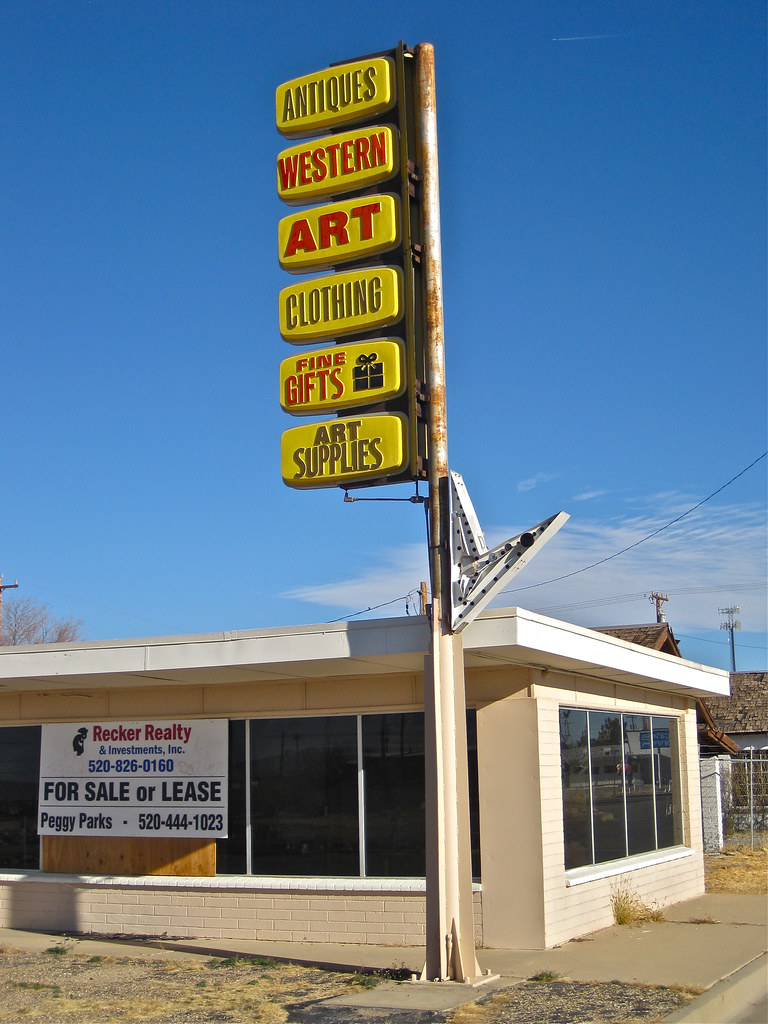 ANTIQUES
WESTERN
ART
CLOTHING
FINE
GIFTS
ART
SUPPLIES
Recker Realty
& Investments, Inc.
520-826-0160
FOR SALE or LEASE
Peggy Parks - 520-444-1023